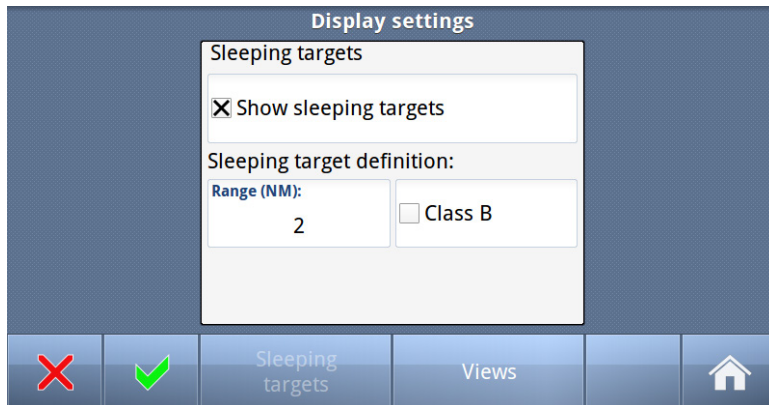 Display settings
Sleeping targets
Show sleeping targets
Sleeping target definition:
Range (NM):
2
Class B
Sleeping
targets
Views